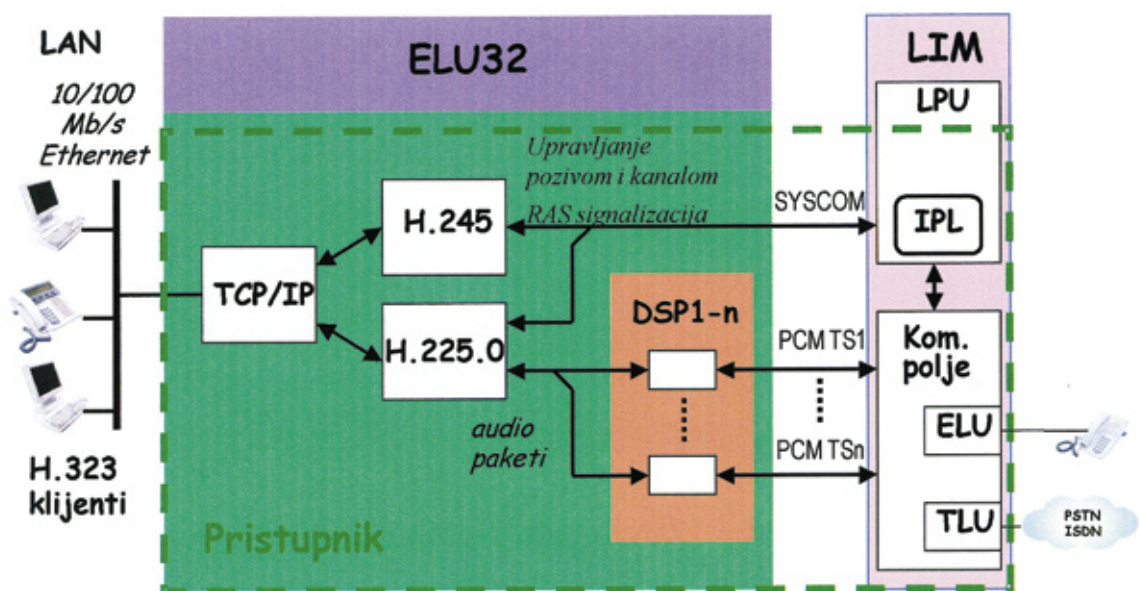 LAN
10/100
Mb/s
Ethernet
H.323
klijenti
ELU32
Upravljanje
pozivom i kanalom
RAS signalizacija
H.245
TCP/IP
H.225.0
audio
paketi
DSP1-n
Pristupnik
SYSCOM
PCM TS1
PCM TSn
LIM
LPU
IPL
Kom.
polje
ELU
TLU
PSTN
ISDN